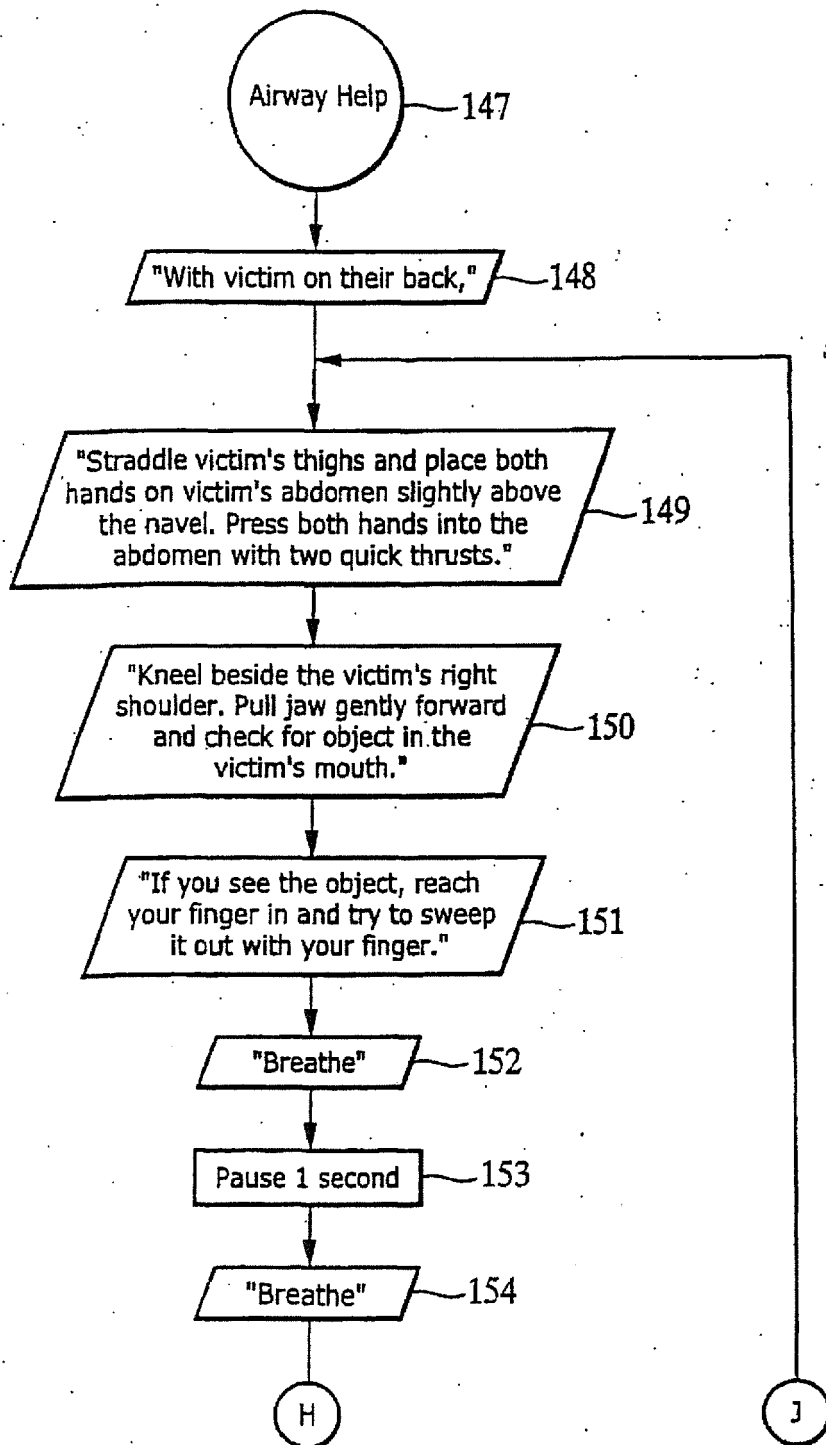 Airway Help
147
"With victim on their back,"
148
"Straddle victim's thighs and place both
hands on victim's abdomen slightly above
the navel. Press both hands into the
abdomen with two quick thrusts."
149
"Kneel beside the victim's right
shoulder. Pull jaw gently forward
and check for object in the
victim's mouth."
150
"If you see the object, reach
your finger in and try to sweep
it out with your finger."
151
"Breathe"
152
Pause 1 second
153
"Breathe"
154
H
J